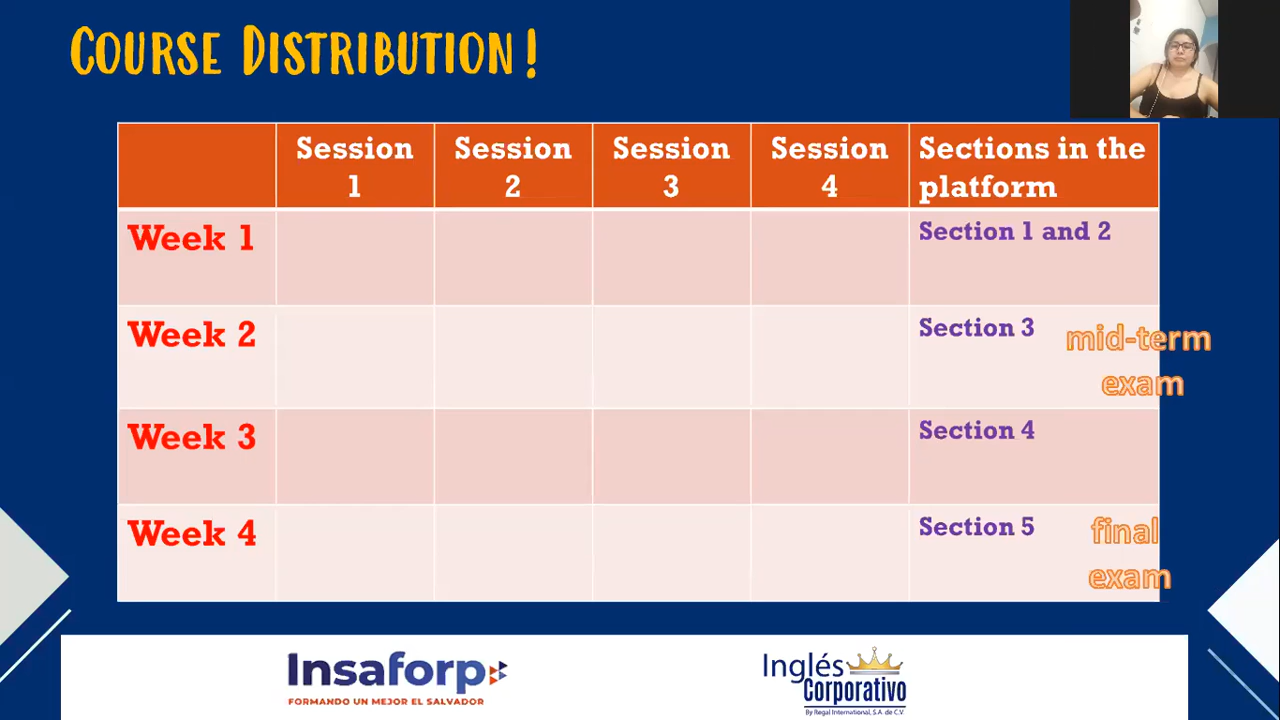 COURSE DISTRIBUTION!
Session 1
Session 2
Session 3
Session 4
Sections in the platform
Week 1
Section 1 and 2
Week 2
Section 3
mid-term exam
Week 3
Section 4
Week 4
Section 5
final exam
Insaforp
FORMANDO UN MEJOR EL SALVADOR
Inglés
Corporativo
By Regal International, S.A. de C.V.